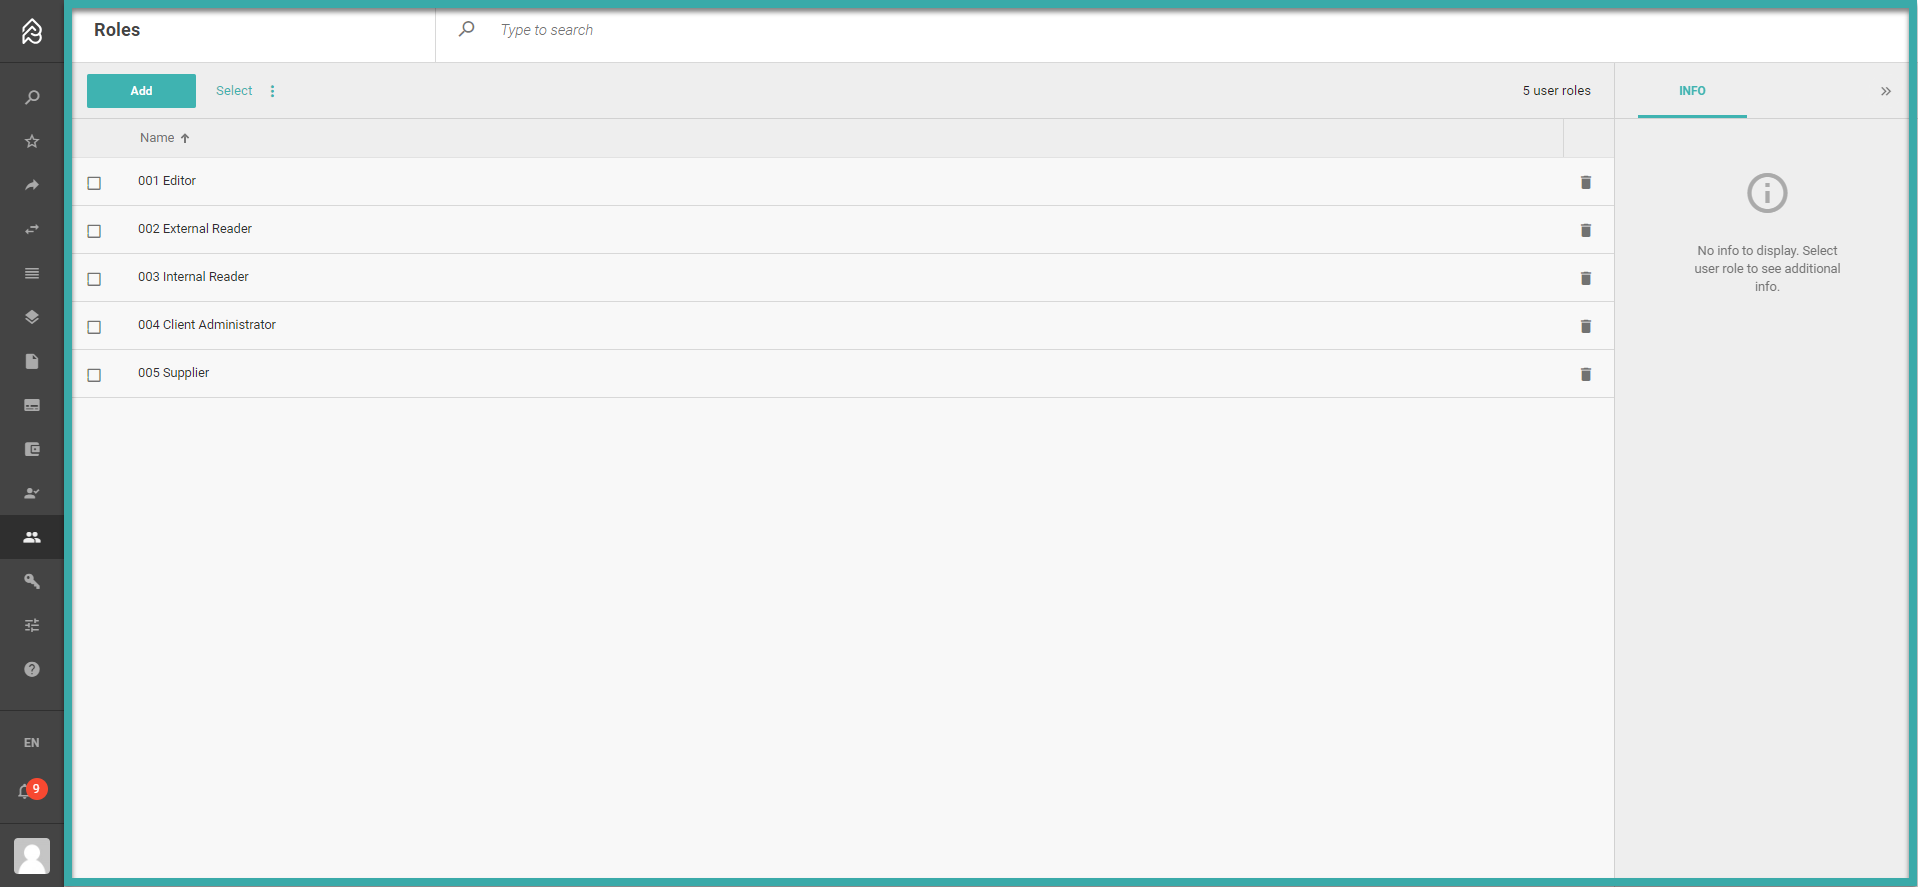 Roles
Type to search
Add
Select
5 user roles
INFO
Name
001 Editor
002 External Reader
003 Internal Reader
004 Client Administrator
005 Supplier
No info to display. Select
user role to see additional
info.
EN
9